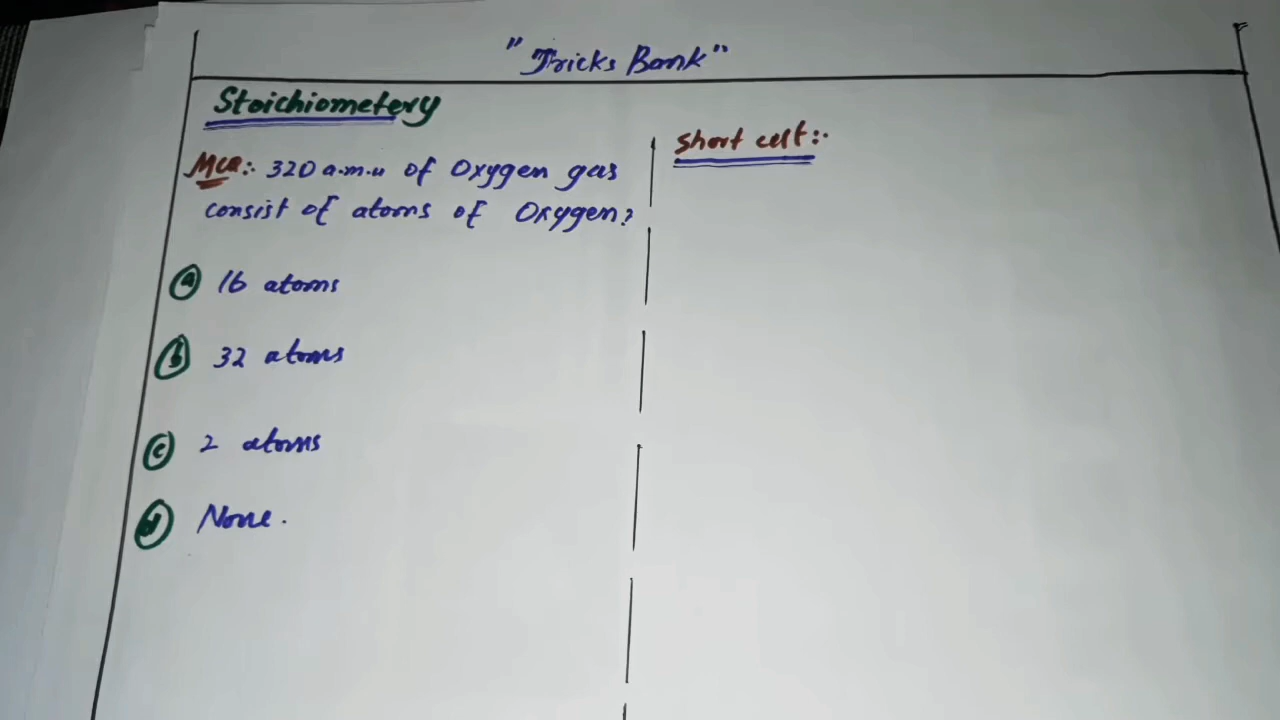 "Tricks Bank"
Stoichiometery
Short cut:-
MCQ:- 320 a.m.u of Oxygen gas
consist of atoms of Oxygen?
a 16 atoms
b 32 atoms
c 2 atoms
d None.